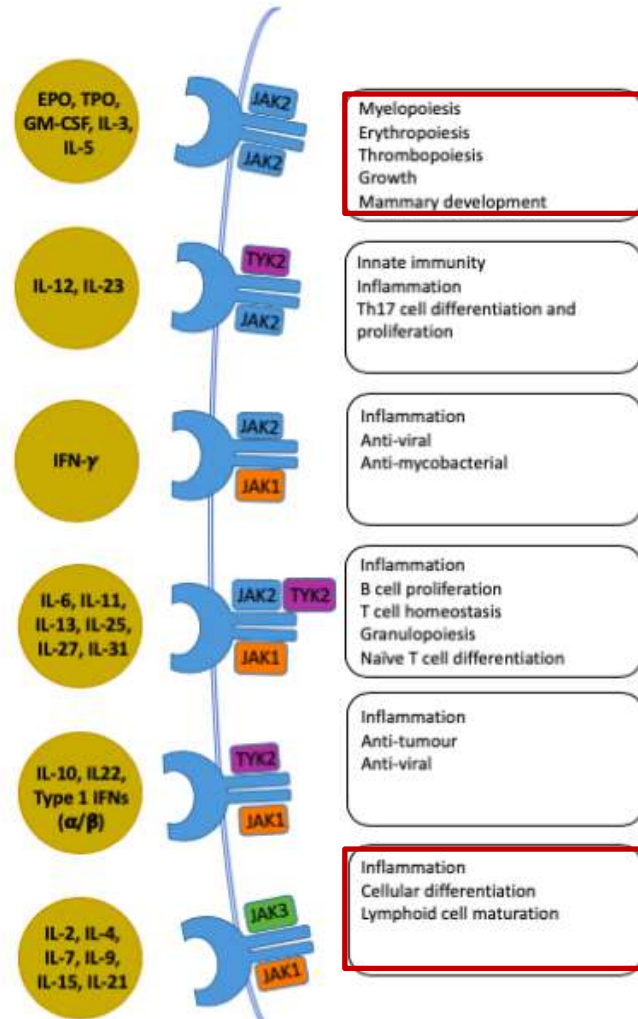 EPO, TPO,
GM-CSF, IL-3,
IL-5
JAK2
JAK2
Myelopoiesis
Erythropoiesis
Thrombopoiesis
Growth
Mammary development
IL-12, IL-23
TYK2
JAK2
Innate immunity
Inflammation
Th17 cell differentiation and
proliferation
IFN-γ
JAK2
JAK1
Inflammation
Anti-viral
Anti-mycobacterial
IL-6, IL-11,
IL-13, IL-25,
IL-27, IL-31
JAK2 TYK2
JAK1
Inflammation
B cell proliferation
T cell homeostasis
Granulopoiesis
Naïve T cell differentiation
IL-10, IL22,
Type 1 IFNs
(α/β)
TYK2
JAK1
Inflammation
Anti-tumour
Anti-viral
IL-2, IL-4,
IL-7, IL-9,
IL-15, IL-21
JAK3
JAK1
Inflammation
Cellular differentiation
Lymphoid cell maturation